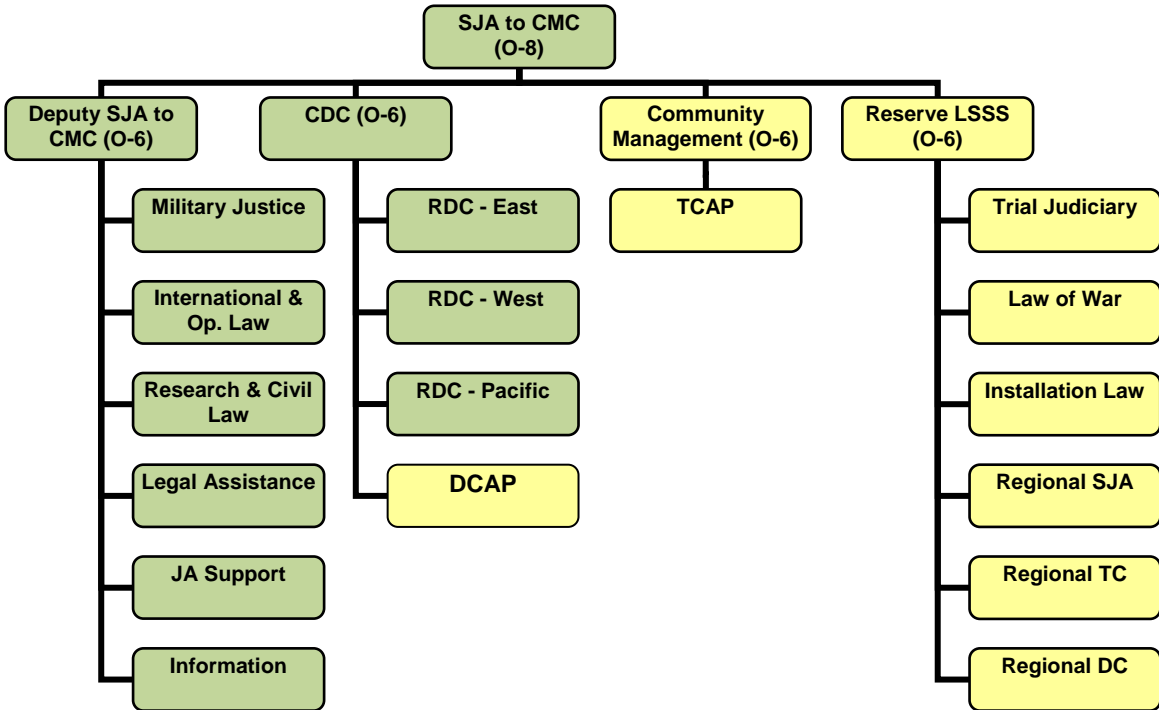 SJA to CMC
(O-8)
Deputy SJA to
CMC (O-6)
CDC (O-6)
Community
Management (O-6)
Reserve LSSS
(O-6)
Military Justice
International &
Op. Law
Research & Civil
Law
Legal Assistance
JA Support
Information
RDC - East
RDC - West
RDC - Pacific
DCAP
TCAP
Trial Judiciary
Law of War
Installation Law
Regional SJA
Regional TC
Regional DC